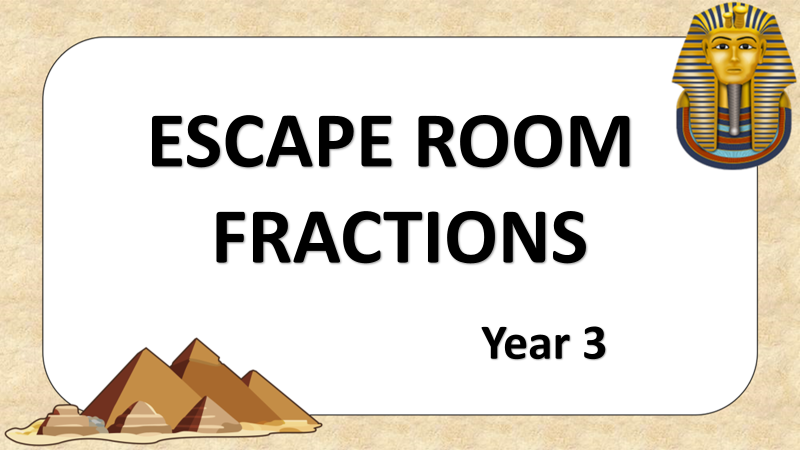 ESCAPE ROOM
FRACTIONS
Year 3